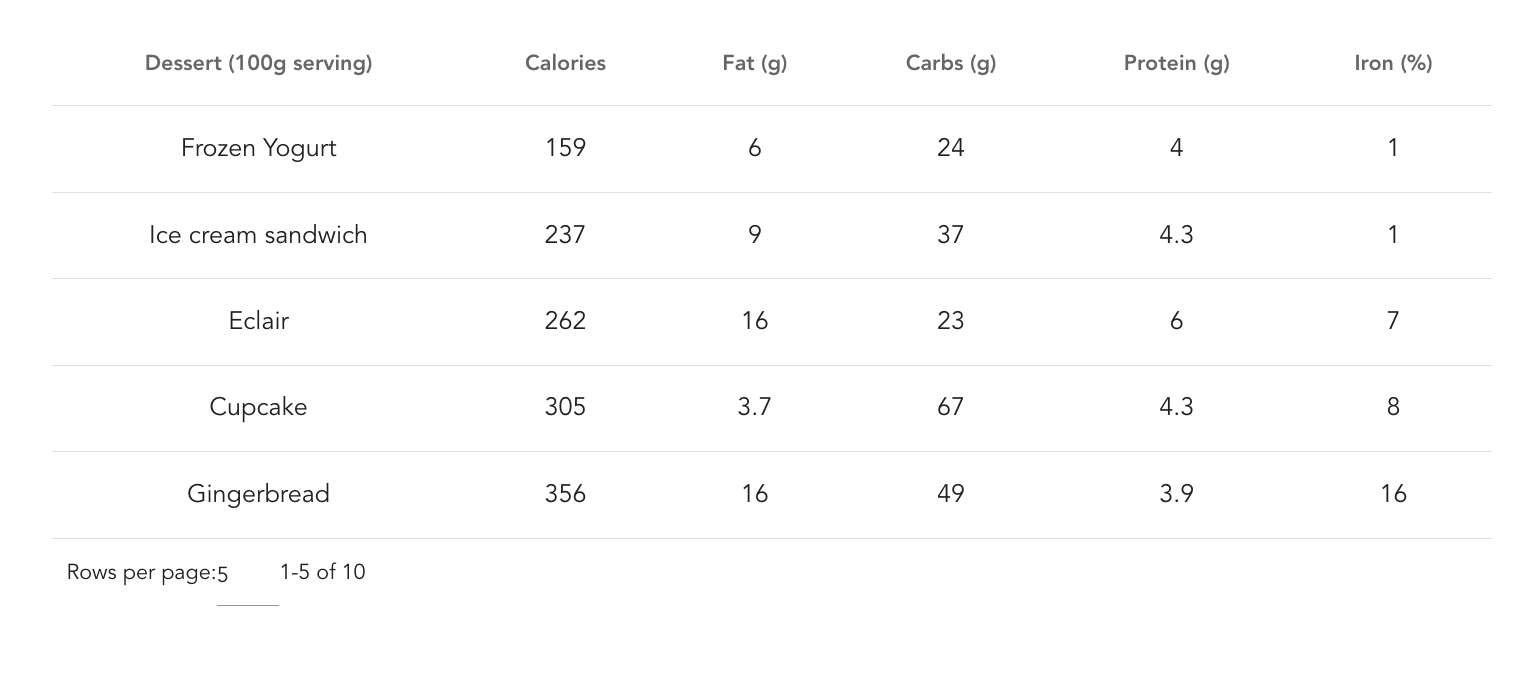 Dessert (100g serving) Calories Fat (g) Carbs (g) Protein (g) Iron (%)
Frozen Yogurt 159 6 24 4 1
Ice cream sandwich 237 9 37 4.3 1
Eclair 262 16 23 6 7
Cupcake 305 3.7 67 4.3 8
Gingerbread 356 16 49 3.9 16
Rows per page: 5 1-5 of 10